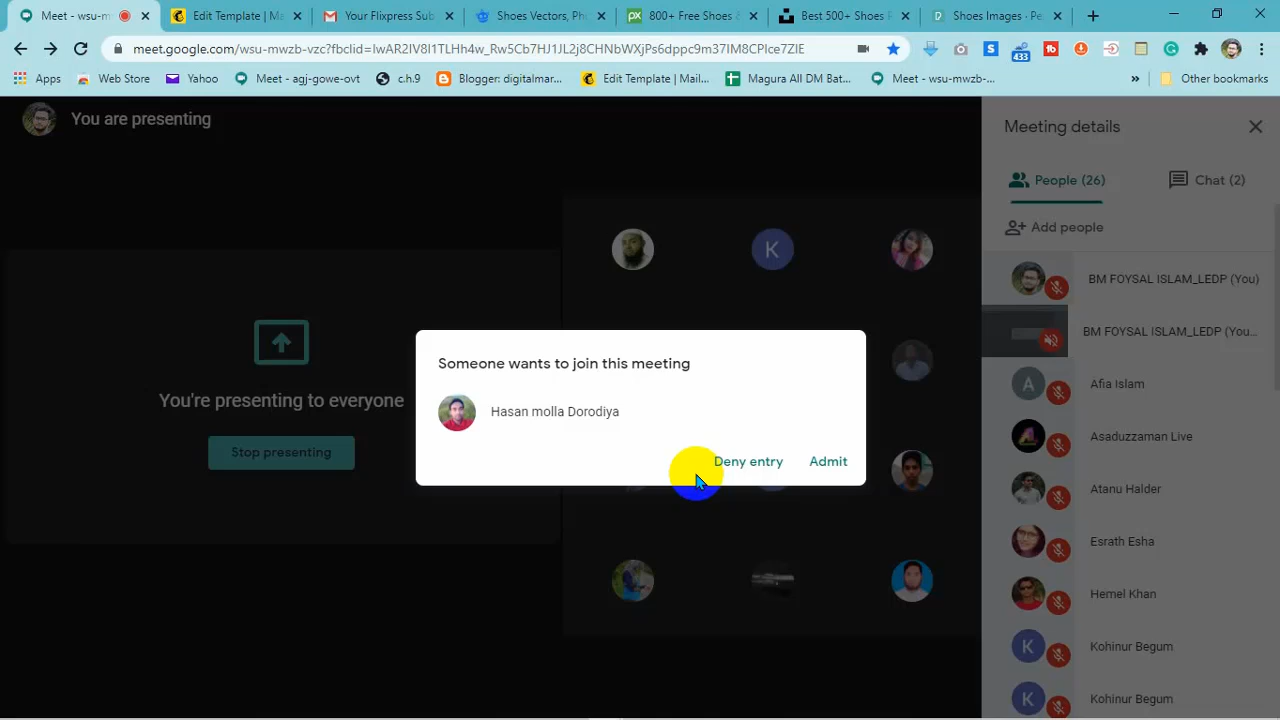 Meet - wsu-m
Edit Template | Ma
Your Flixpress Sub
Shoes Vectors, Pho
800+ Free Shoes &
Best 500+ Shoes P
Shoes Images · Pe
meet.google.com/wsu-mwzb-vzc?fbclid=IwAR2IV8I1TLHh4w_Rw5Cb7HJ1JL2j8CHNbWXjPs6dppc9m37IM8CPIce7ZIE
433
Apps
Web Store
Yahoo
Meet - agj-gowe-ovt
c.h.9
Blogger: digitalmar...
Edit Template | Mail...
Magura All DM Bat...
Meet - wsu-mwzb-...
»
Other bookmarks
You are presenting
You're presenting to everyone
Stop presenting
K
Someone wants to join this meeting
Hasan molla Dorodiya
Deny entry
Admit
Meeting details
People (26)
Chat (2)
Add people
BM FOYSAL ISLAM_LEDP (You)
BM FOYSAL ISLAM_LEDP (You...
A
Afia Islam
Asaduzzaman Live
Atanu Halder
Esrath Esha
Hemel Khan
K
Kohinur Begum
K
Kohinur Begum